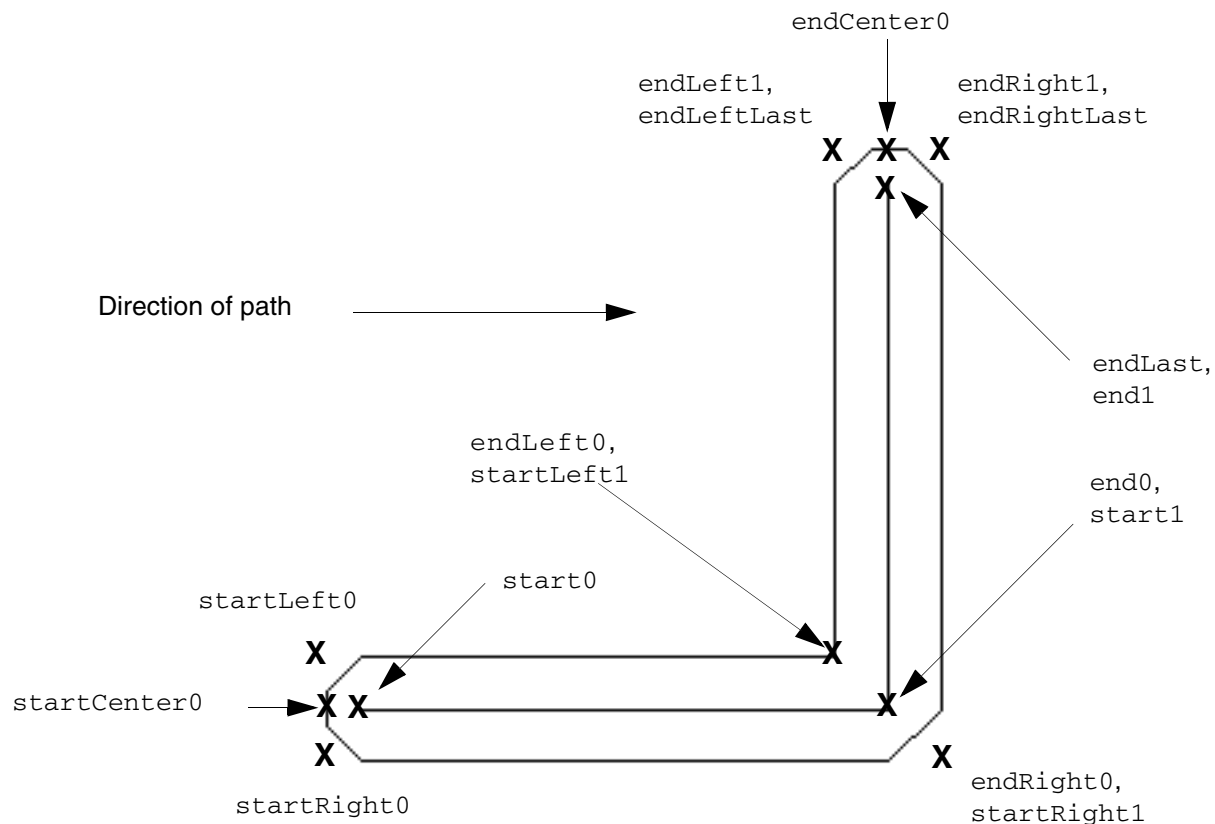 endCenter0
endLeft1,
endLeftLast
endRight1,
endRightLast
X X X
X
Direction of path
endLast,
end1
endLeft0,
startLeft1
end0,
start1
start0
startLeft0
X X
startCenter0
X X X
X X
endRight0,
startRight1
startRight0